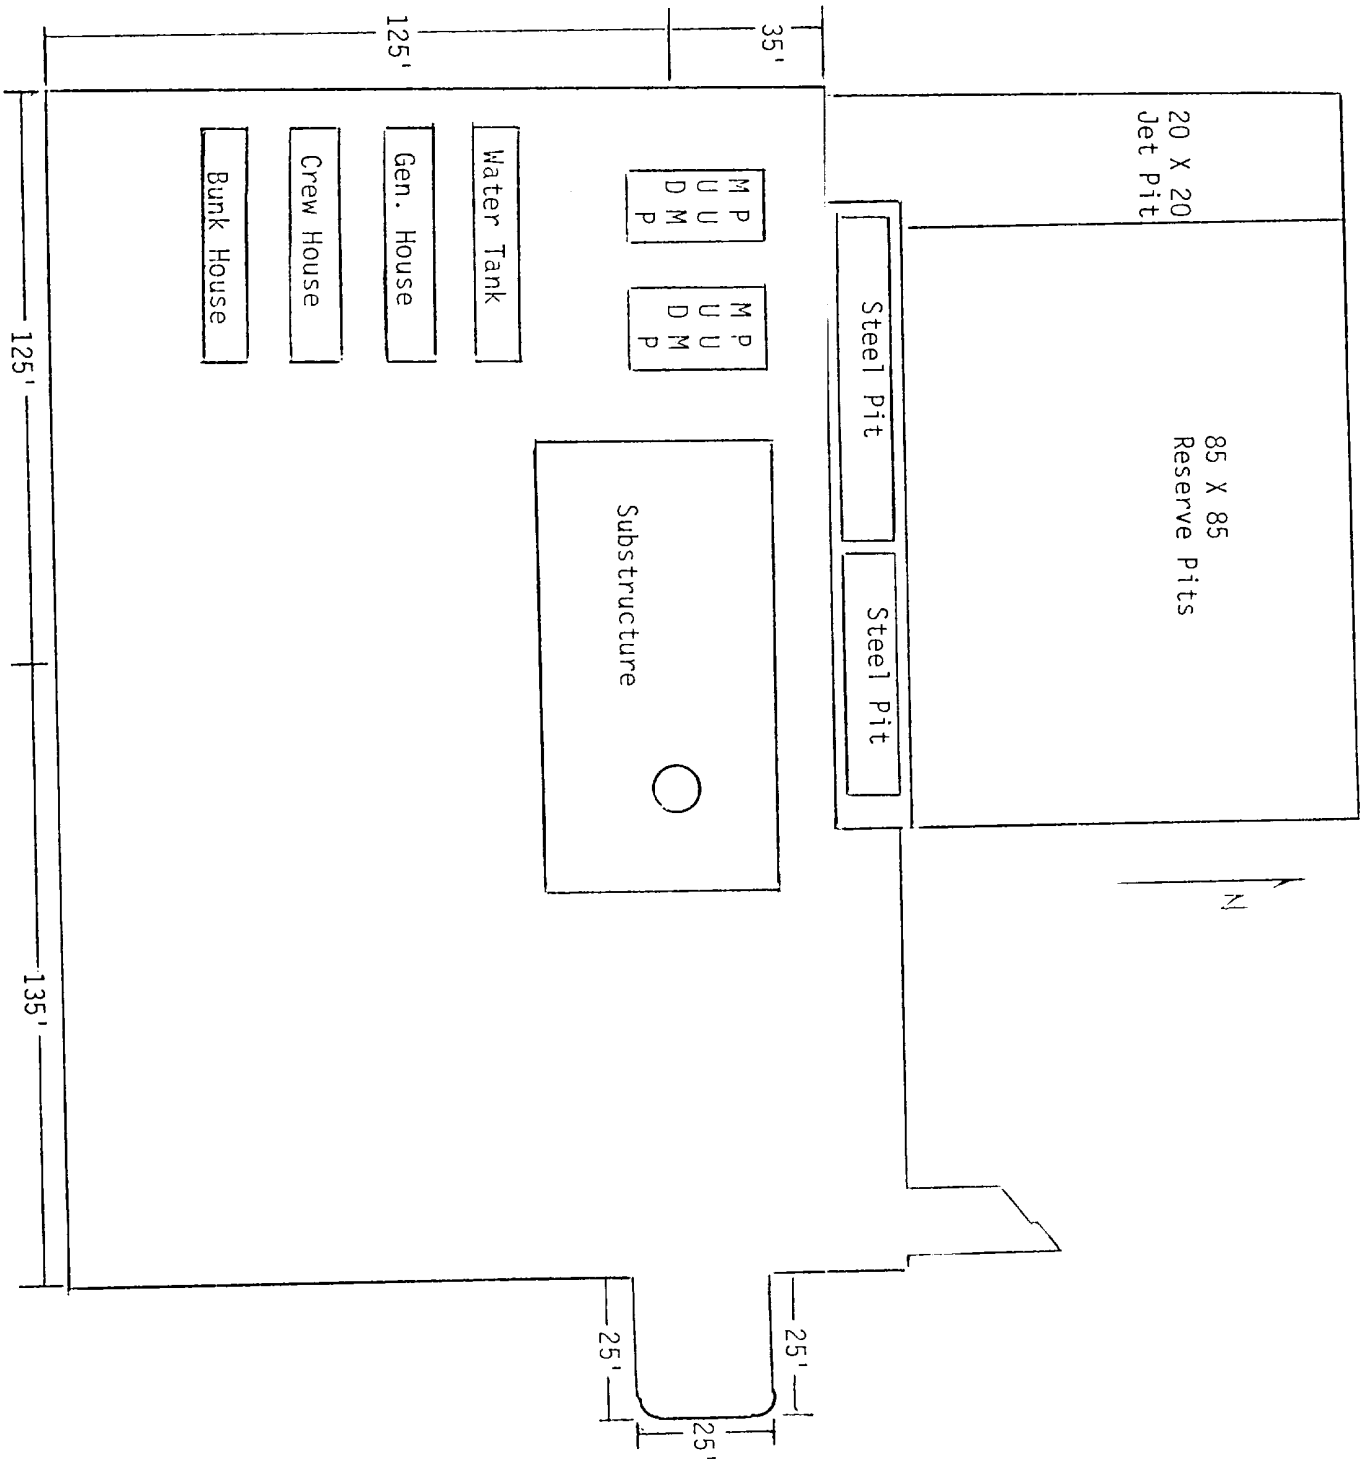 125'
35'
20 X 20
Jet Pit
85 X 85
Reserve Pits
Steel Pit
Steel Pit
M P
U U
D M
P
M P
U U
D M
P
Water Tank
Gen. House
Crew House
Bunk House
Substructure
N
125'
135'
25'
25'
25'